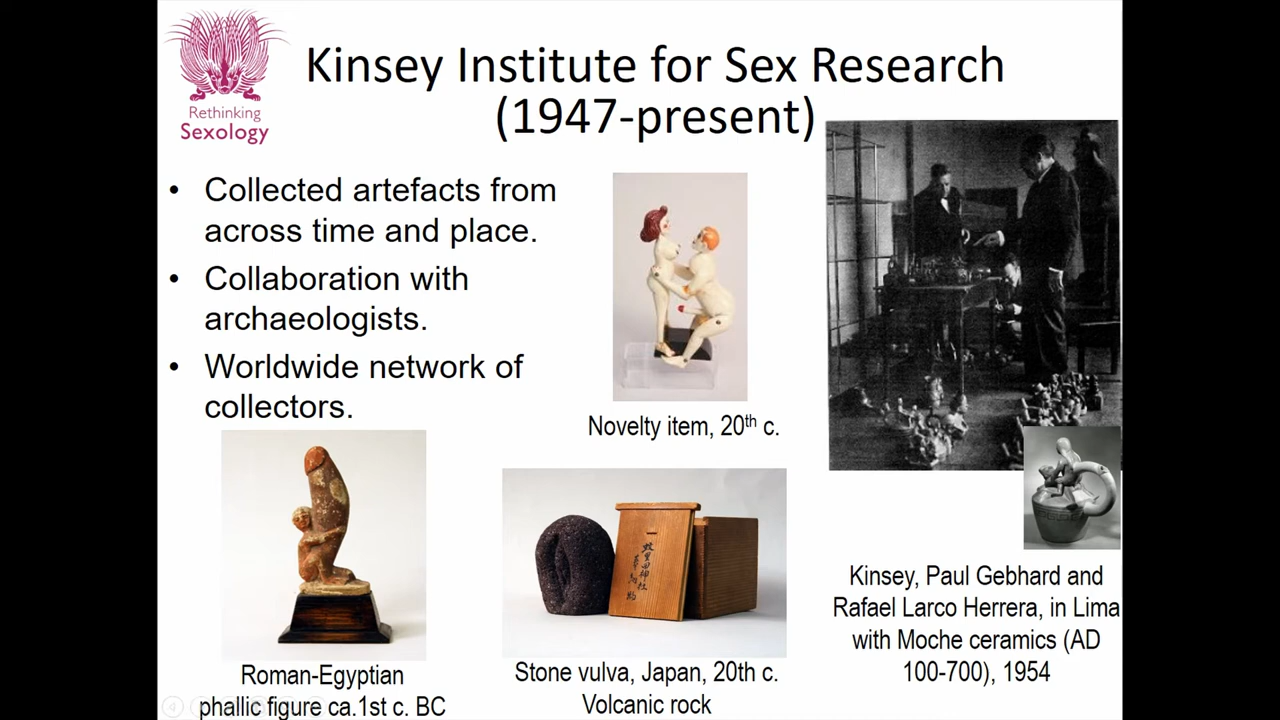 Rethinking
Sexology
Kinsey Institute for Sex Research
(1947-present)
• Collected artefacts from
across time and place.
• Collaboration with
archaeologists.
• Worldwide network of
collectors.
Novelty item, 20th c.
Roman-Egyptian
phallic figure ca.1st c. BC
Stone vulva, Japan, 20th c.
Volcanic rock
Kinsey, Paul Gebhard and
Rafael Larco Herrera, in Lima
with Moche ceramics (AD
100-700), 1954